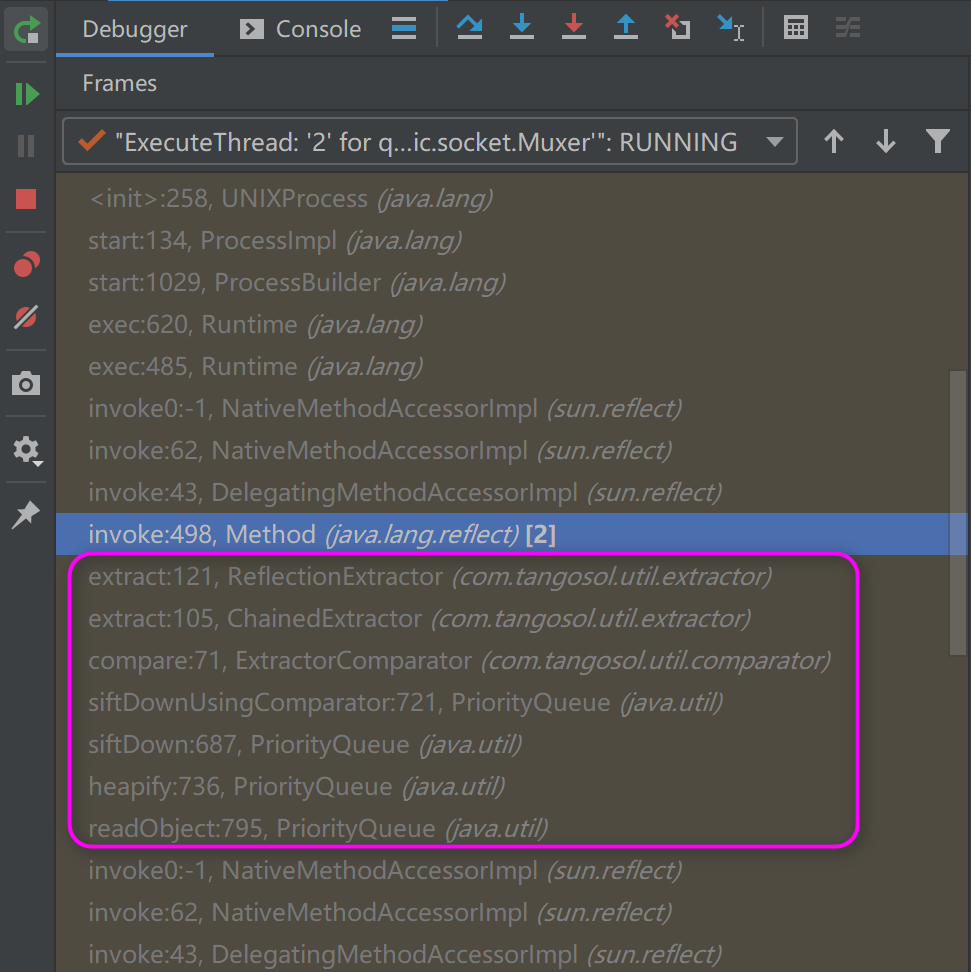 Debugger Console
Frames
"ExecuteThread: '2' for q...ic.socket.Muxer'": RUNNING
<init>:258, UNIXProcess (java.lang)
start:134, ProcessImpl (java.lang)
start:1029, ProcessBuilder (java.lang)
exec:620, Runtime (java.lang)
exec:485, Runtime (java.lang)
invoke0:-1, NativeMethodAccessorImpl (sun.reflect)
invoke:62, NativeMethodAccessorImpl (sun.reflect)
invoke:43, DelegatingMethodAccessorImpl (sun.reflect)
invoke:498, Method (java.lang.reflect) [2]
extract:121, ReflectionExtractor (com.tangosol.util.extractor)
extract:105, ChainedExtractor (com.tangosol.util.extractor)
compare:71, ExtractorComparator (com.tangosol.util.comparator)
siftDownUsingComparator:721, PriorityQueue (java.util)
siftDown:687, PriorityQueue (java.util)
heapify:736, PriorityQueue (java.util)
readObject:795, PriorityQueue (java.util)
invoke0:-1, NativeMethodAccessorImpl (sun.reflect)
invoke:62, NativeMethodAccessorImpl (sun.reflect)
invoke:43, DelegatingMethodAccessorImpl (sun.reflect)